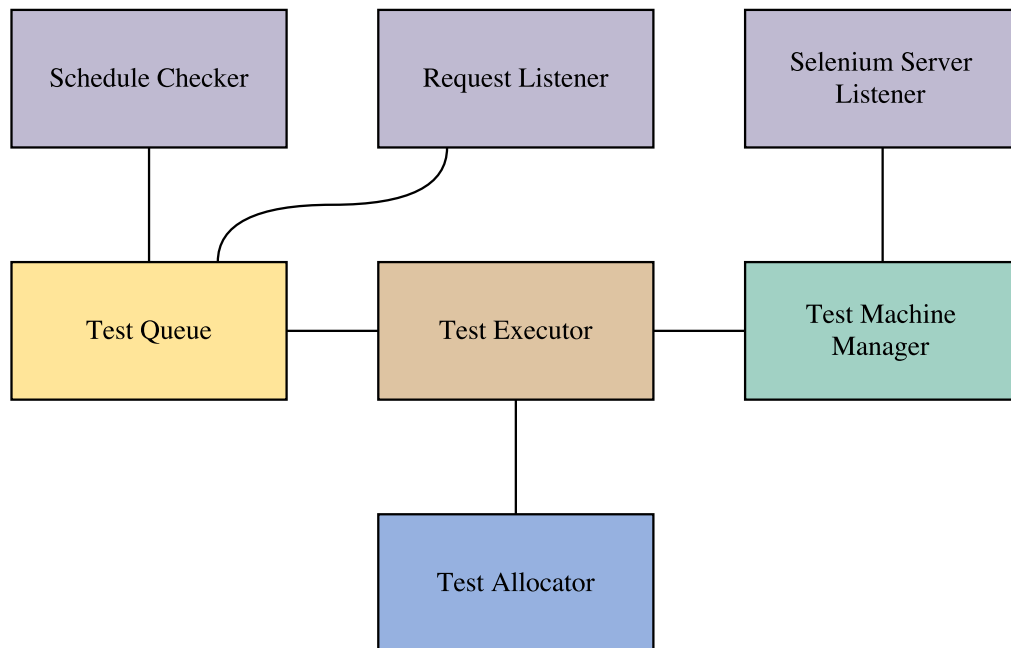 Schedule Checker
Request Listener
Selenium Server
Listener
Test Queue
Test Executor
Test Machine
Manager
Test Allocator